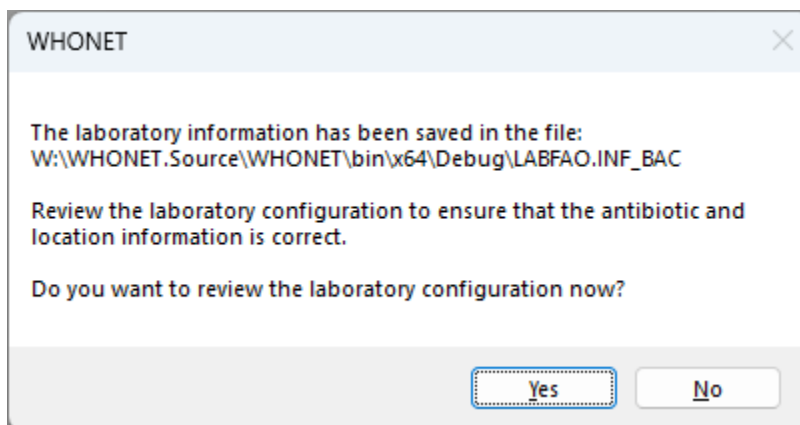 WHONET
The laboratory information has been saved in the file:
W:\WHONET.Source\WHONET\bin\x64\Debug\LABFAO.INF_BAC
Review the laboratory configuration to ensure that the antibiotic and
location information is correct.
Do you want to review the laboratory configuration now?
Yes
No